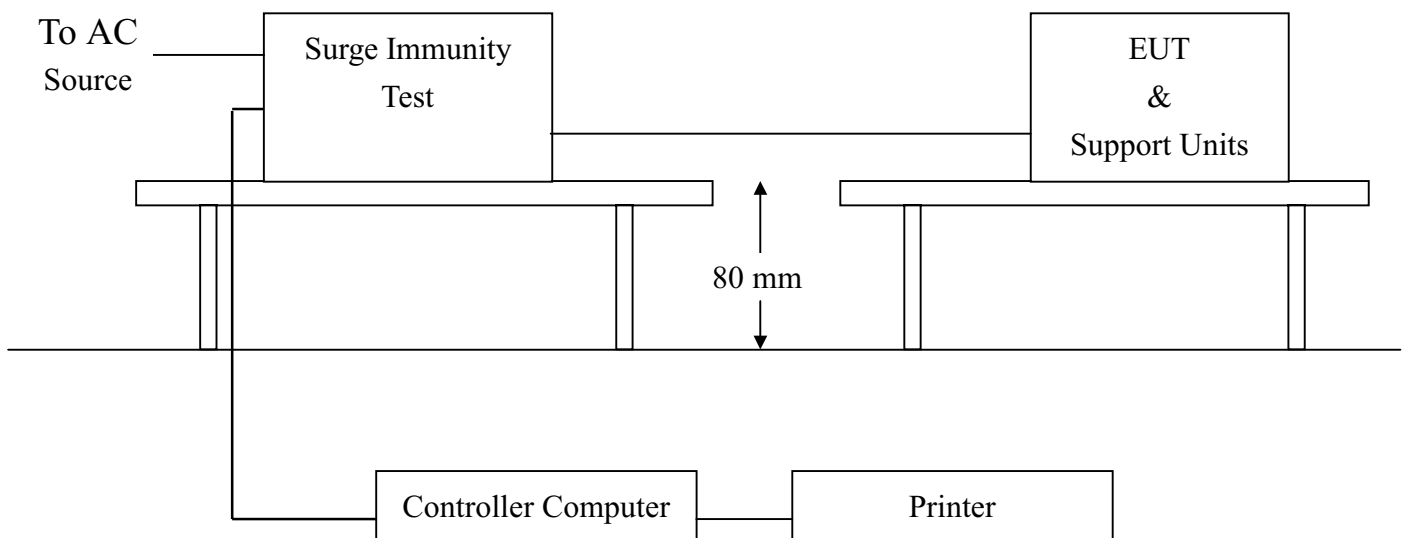 To AC
Source
Surge Immunity
Test
EUT
&
Support Units
80 mm
Controller Computer
Printer